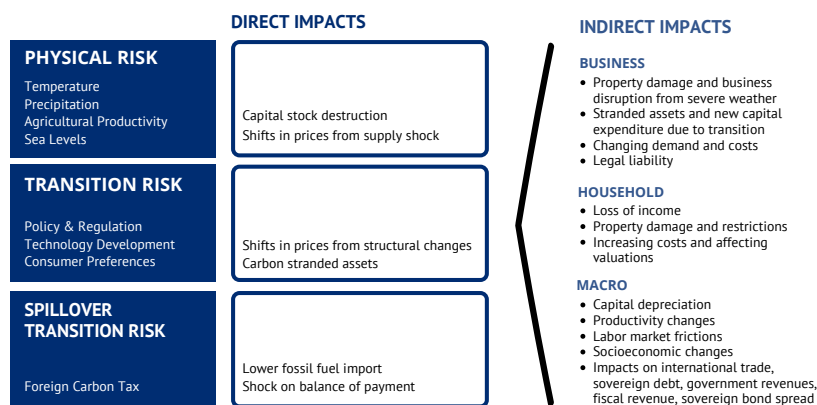 DIRECT IMPACTS
PHYSICAL RISK
Temperature
Precipitation
Agricultural Productivity
Sea Levels
Capital stock destruction
Shifts in prices from supply shock
TRANSITION RISK
Policy & Regulation
Technology Development
Consumer Preferences
Shifts in prices from structural changes
Carbon stranded assets
SPILLOVER
TRANSITION RISK
Foreign Carbon Tax
Lower fossil fuel import
Shock on balance of payment
INDIRECT IMPACTS
BUSINESS
• Property damage and business
disruption from severe weather
• Stranded assets and new capital
expenditure due to transition
• Changing demand and costs
• Legal liability
HOUSEHOLD
• Loss of income
• Property damage and restrictions
• Increasing costs and affecting
valuations
MACRO
• Capital depreciation
• Productivity changes
• Labor market frictions
• Socioeconomic changes
• Impacts on international trade,
sovereign debt, government revenues,
fiscal revenue, sovereign bond spread